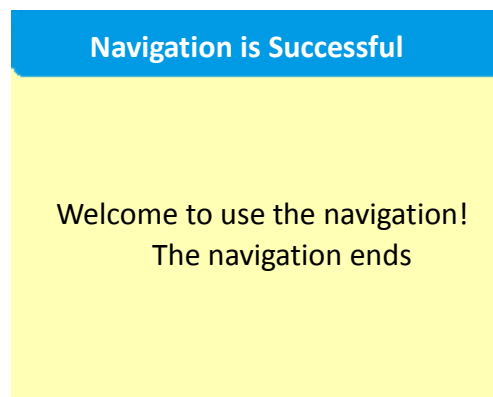 Navigation is Successful
Welcome to use the navigation!
The navigation ends